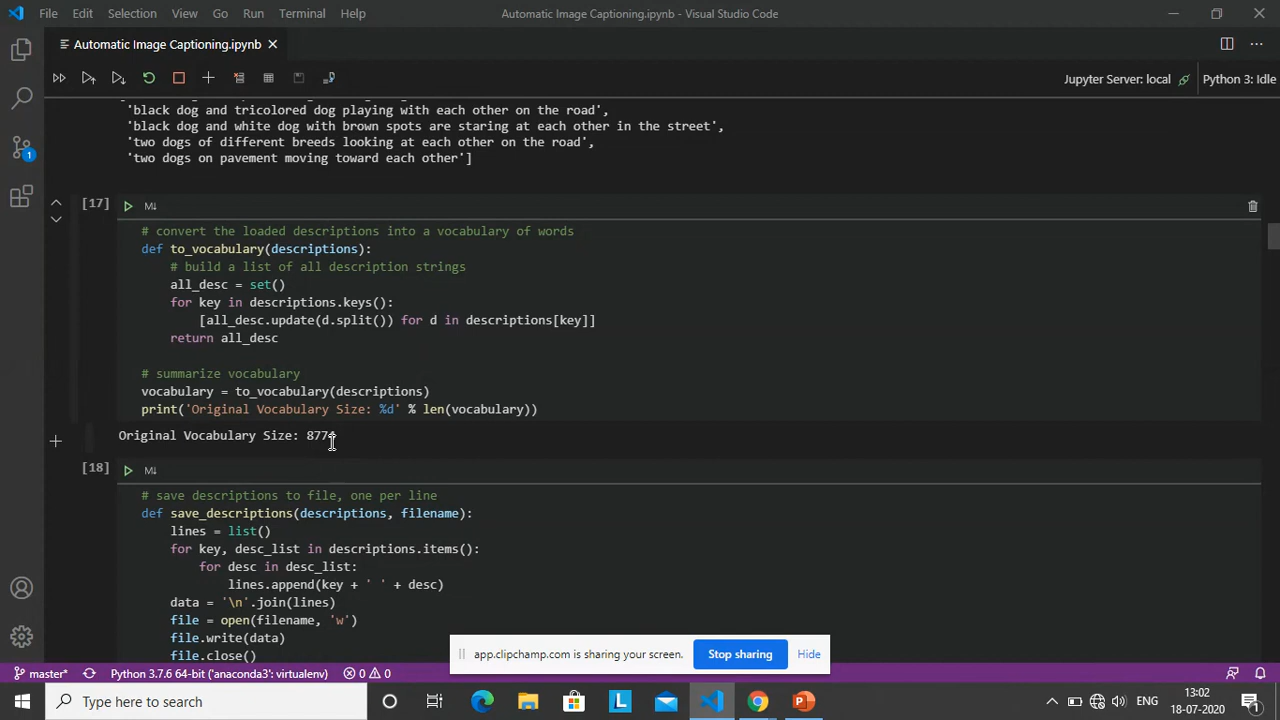 File Edit Selection View Go Run Terminal Help Automatic Image Captioning.ipynb - Visual Studio Code
Automatic Image Captioning.ipynb
Jupyter Server: local Python 3: Idle
'black dog and tricolored dog playing with each other on the road',
'black dog and white dog with brown spots are staring at each other in the street',
'two dogs of different breeds looking at each other on the road',
'two dogs on pavement moving toward each other']
[17]
M↓
# convert the loaded descriptions into a vocabulary of words
def to_vocabulary(descriptions):
# build a list of all description strings
all_desc = set()
for key in descriptions.keys():
[all_desc.update(d.split()) for d in descriptions[key]]
return all_desc
# summarize vocabulary
vocabulary = to_vocabulary(descriptions)
print('Original Vocabulary Size: %d' % len(vocabulary))
Original Vocabulary Size:
[18]
M↓
# save descriptions to file, one per line
def save_descriptions(descriptions, filename):
lines = list()
for key, desc_list in descriptions.items():
for desc in desc_list:
lines.append(key + ' ' + desc)
data = '\n'.join(lines)
file = open(filename, 'w')
file.write(data)
file.close()
app.clipchamp.com is sharing your screen. Stop sharing Hide
master* Python 3.7.6 64-bit ('anaconda3': virtualenv) 0 0
Type here to search
ENG
13:02
18-07-2020
1
1